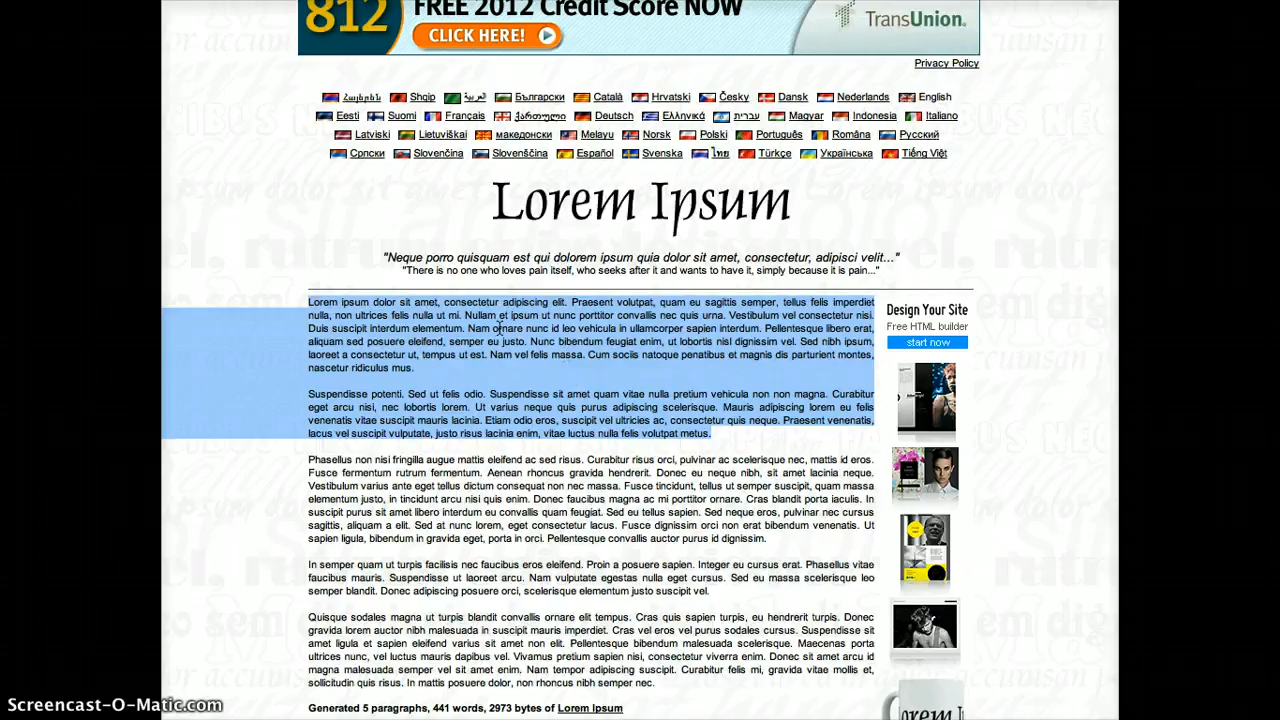 812
FREE 2012 Credit Score NOW
CLICK HERE!
TransUnion.
Privacy Policy
Հայերեն Shqip العربية Български Català Hrvatski Česky Dansk Nederlands English
Eesti Suomi Français ქართული Deutsch Ελληνικά עברית Magyar Indonesia Italiano
Latviski Lietuviškai македонски Melayu Norsk Polski Português Româna Русский
Српски Slovenčina Slovenščina Español Svenska ไทย Türkçe Українська Tiếng Việt
Lorem Ipsum
"Neque porro quisquam est qui dolorem ipsum quia dolor sit amet, consectetur, adipisci velit..."
"There is no one who loves pain itself, who seeks after it and wants to have it, simply because it is pain..."
Lorem ipsum dolor sit amet, consectetur adipiscing elit. Praesent volutpat, quam eu sagittis semper, tellus felis imperdiet
nulla, non ultrices felis nulla ut mi. Nullam et ipsum ut nunc porttitor convallis nec quis urna. Vestibulum vel consectetur nisi.
Duis suscipit interdum elementum. Nam ornare nunc id leo vehicula in ullamcorper sapien interdum. Pellentesque libero erat,
aliquam sed posuere eleifend, semper eu justo. Nunc bibendum feugiat enim, ut lobortis nisl dignissim vel. Sed nibh ipsum,
laoreet a consectetur ut, tempus ut est. Nam vel felis massa. Cum sociis natoque penatibus et magnis dis parturient montes,
nascetur ridiculus mus.
Suspendisse potenti. Sed ut felis odio. Suspendisse sit amet quam vitae nulla pretium vehicula non non magna. Curabitur
eget arcu nisi, nec lobortis lorem. Ut varius neque quis purus adipiscing scelerisque. Mauris adipiscing lorem eu felis
venenatis vitae suscipit mauris lacinia. Etiam odio eros, suscipit vel ultricies ac, consectetur quis neque. Praesent venenatis,
lacus vel suscipit vulputate, justo risus lacinia enim, vitae luctus nulla felis volutpat metus.
Phasellus non nisi fringilla augue mattis eleifend ac sed risus. Curabitur risus orci, pulvinar ac scelerisque nec, mattis id eros.
Fusce fermentum rutrum fermentum. Aenean rhoncus gravida hendrerit. Donec eu neque nibh, sit amet lacinia neque.
Vestibulum varius ante eget tellus dictum consequat non nec massa. Fusce tincidunt, tellus ut semper suscipit, quam massa
elementum justo, in tincidunt arcu nisi quis enim. Donec faucibus magna ac mi porttitor ornare. Cras blandit porta iaculis. In
suscipit purus sit amet libero interdum eu convallis quam feugiat. Sed eu tellus sapien. Sed neque eros, pulvinar nec cursus
sagittis, aliquam a elit. Sed at nunc lorem, eget consectetur lacus. Fusce dignissim orci non erat bibendum venenatis. Ut
sapien ligula, bibendum in gravida eget, porta in orci. Pellentesque convallis auctor purus id dignissim.
In semper quam ut turpis facilisis nec faucibus eros eleifend. Proin a posuere sapien. Integer eu cursus erat. Phasellus vitae
faucibus mauris. Suspendisse ut laoreet arcu. Nam vulputate egestas nulla eget cursus. Sed eu massa scelerisque leo
semper blandit. Donec adipiscing posuere orci, scelerisque elementum justo suscipit vel.
Quisque sodales magna ut turpis blandit convallis ornare elit tempus. Cras quis sapien turpis, eu hendrerit turpis. Donec
gravida lorem auctor nibh malesuada in suscipit mauris imperdiet. Cras vel eros vel purus sodales cursus. Suspendisse
ligula et sapien eleifend varius sit amet non elit. Pellentesque bibendum malesuada scelerisque. Maecenas porta
ultrices nunc, vel luctus mauris dapibus vel. Vivamus pretium sapien nisi, consectetur viverra enim. Donec vitae
magna malesuada semper vel sit amet libero. Nam tempor adipiscing suscipit. Curabitur felis mi, gravida vitae mollis et,
sollicitudin quis risus. In mattis posuere dolor, non rhoncus nibh semper nec.
Generated 5 paragraphs, 441 words, 2973 bytes of Lorem Ipsum
Design Your Site
Free HTML builder
start now
Screencast-O-Matic.com